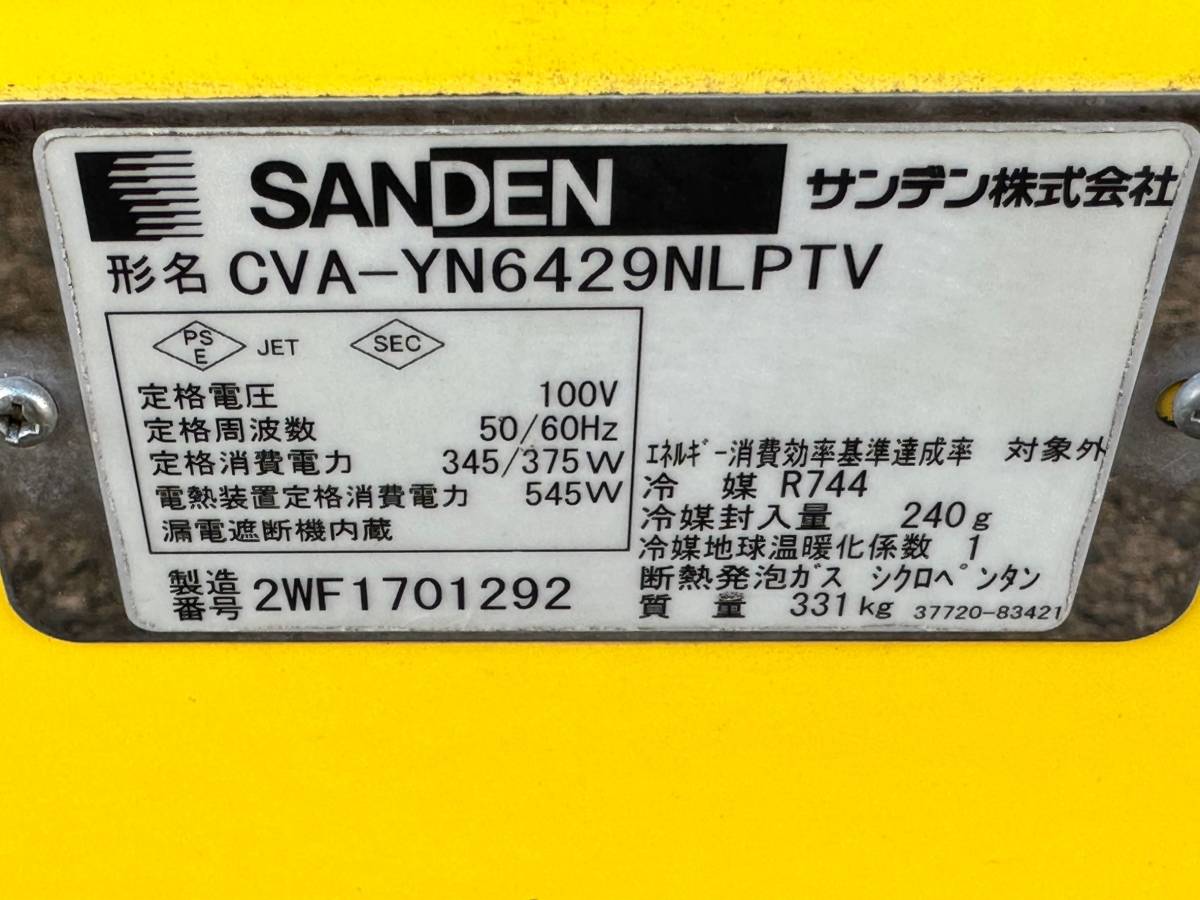 SANDEN サンデン株式会社
形名 CVA-YN6429NLPTV
PS E JET SEC
定格電圧 100V
定格周波数 50/60Hz
定格消費電力 345/375W
電熱装置定格消費電力 545W
漏電遮断機内蔵
製造番号 2WF1701292
ｴﾈﾙｷﾞｰ消費効率基準達成率 対象外
冷媒 R744
冷媒封入量 240g
冷媒地球温暖化係数 1
断熱発泡ｶﾞｽ ｼｸﾛﾍﾟﾝﾀﾝ
質量 331kg 37720-83421